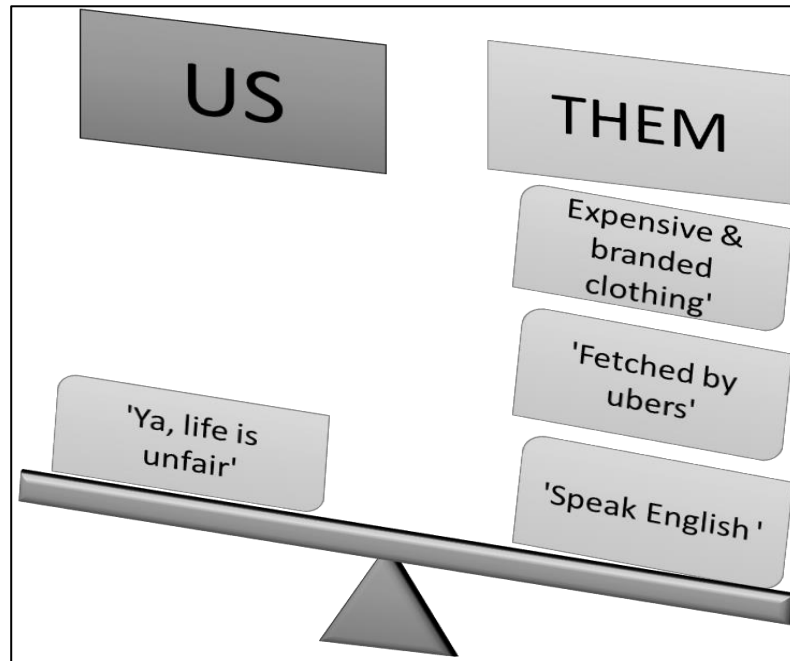 US
THEM
Expensive &
branded
clothing'
'Fetched by
ubers'
'Ya, life is
unfair'
'Speak English '